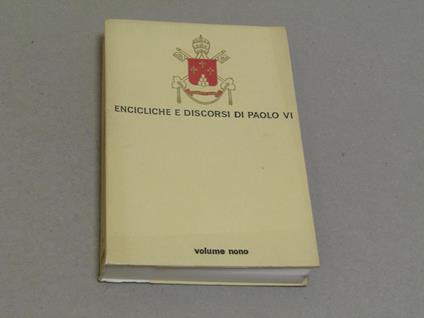 ENCICLICHE E DISCORSI DI PAOLO VI
volume nono